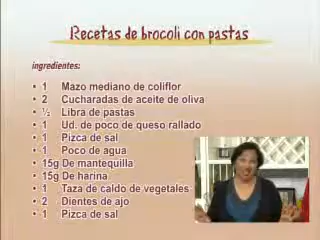 Recetas de brocoli con pastas
ingredientes:
• 1 Mazo mediano de coliflor
• 2 Cucharadas de aceite de oliva
• ½ Libra de pastas
• 1 Ud. de poco de queso rallado
• 1 Pizca de sal
• 1 Poco de agua
• 15g De mantequilla
• 15g De harina
• 1 Taza de caldo de vegetales
• 2 Dientes de ajo
• 1 Pizca de sal